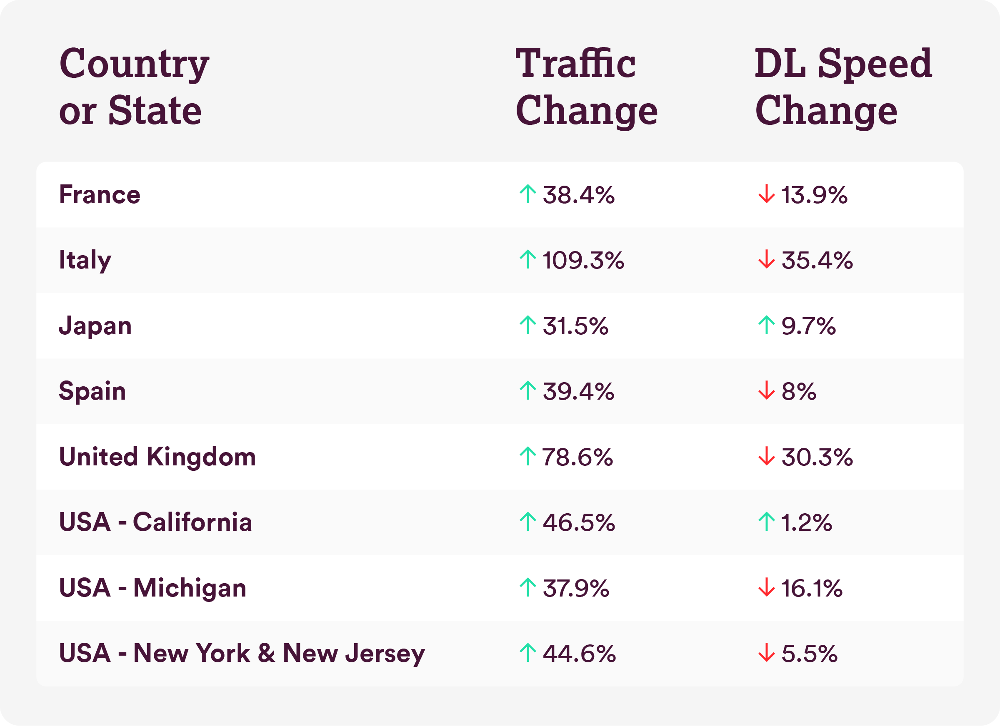 Country or State Traffic Change DL Speed Change
France ↑ 38.4% ↓ 13.9%
Italy ↑ 109.3% ↓ 35.4%
Japan ↑ 31.5% ↑ 9.7%
Spain ↑ 39.4% ↓ 8%
United Kingdom ↑ 78.6% ↓ 30.3%
USA - California ↑ 46.5% ↑ 1.2%
USA - Michigan ↑ 37.9% ↓ 16.1%
USA - New York & New Jersey ↑ 44.6% ↓ 5.5%